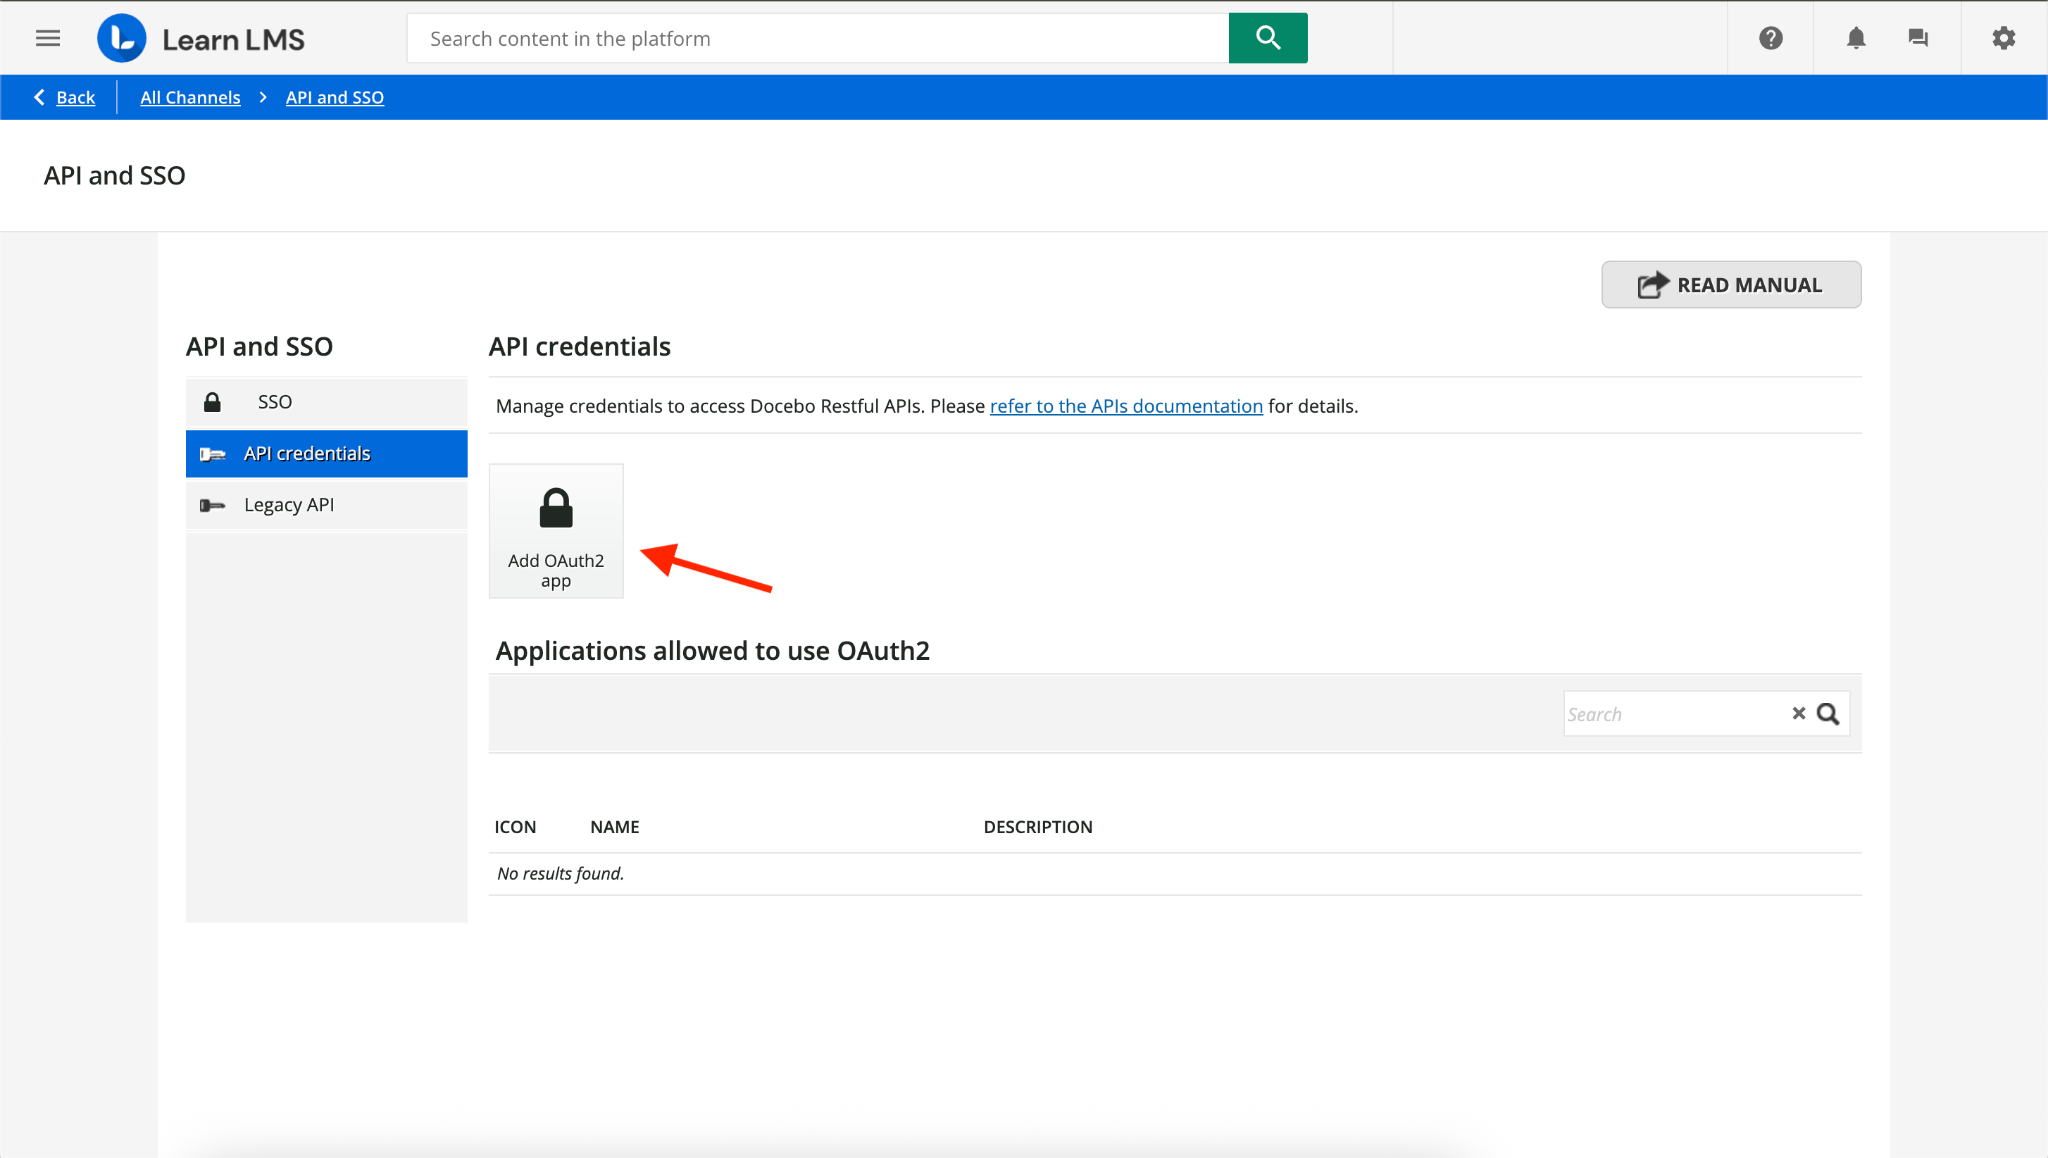 Learn LMS
Search content in the platform
Back
All Channels
API and SSO
API and SSO
READ MANUAL
API and SSO
SSO
API credentials
Legacy API
API credentials
Manage credentials to access Docebo Restful APIs. Please refer to the APIs documentation for details.
Add OAuth2
app
Applications allowed to use OAuth2
Search
ICON NAME DESCRIPTION
No results found.